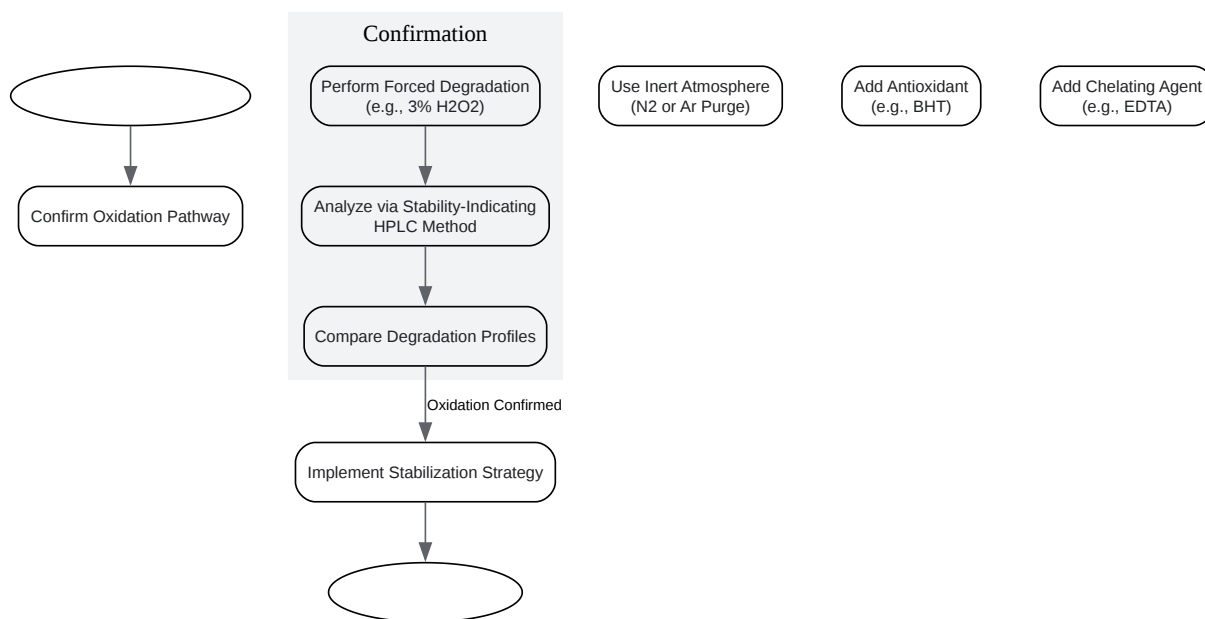 Confirmation
Perform Forced Degradation
(e.g., 3% H2O2)
Use Inert Atmosphere
(N2 or Ar Purge)
Add Antioxidant
(e.g., BHT)
Add Chelating Agent
(e.g., EDTA)
Confirm Oxidation Pathway
Analyze via Stability-Indicating
HPLC Method
Compare Degradation Profiles
Oxidation Confirmed
Implement Stabilization Strategy